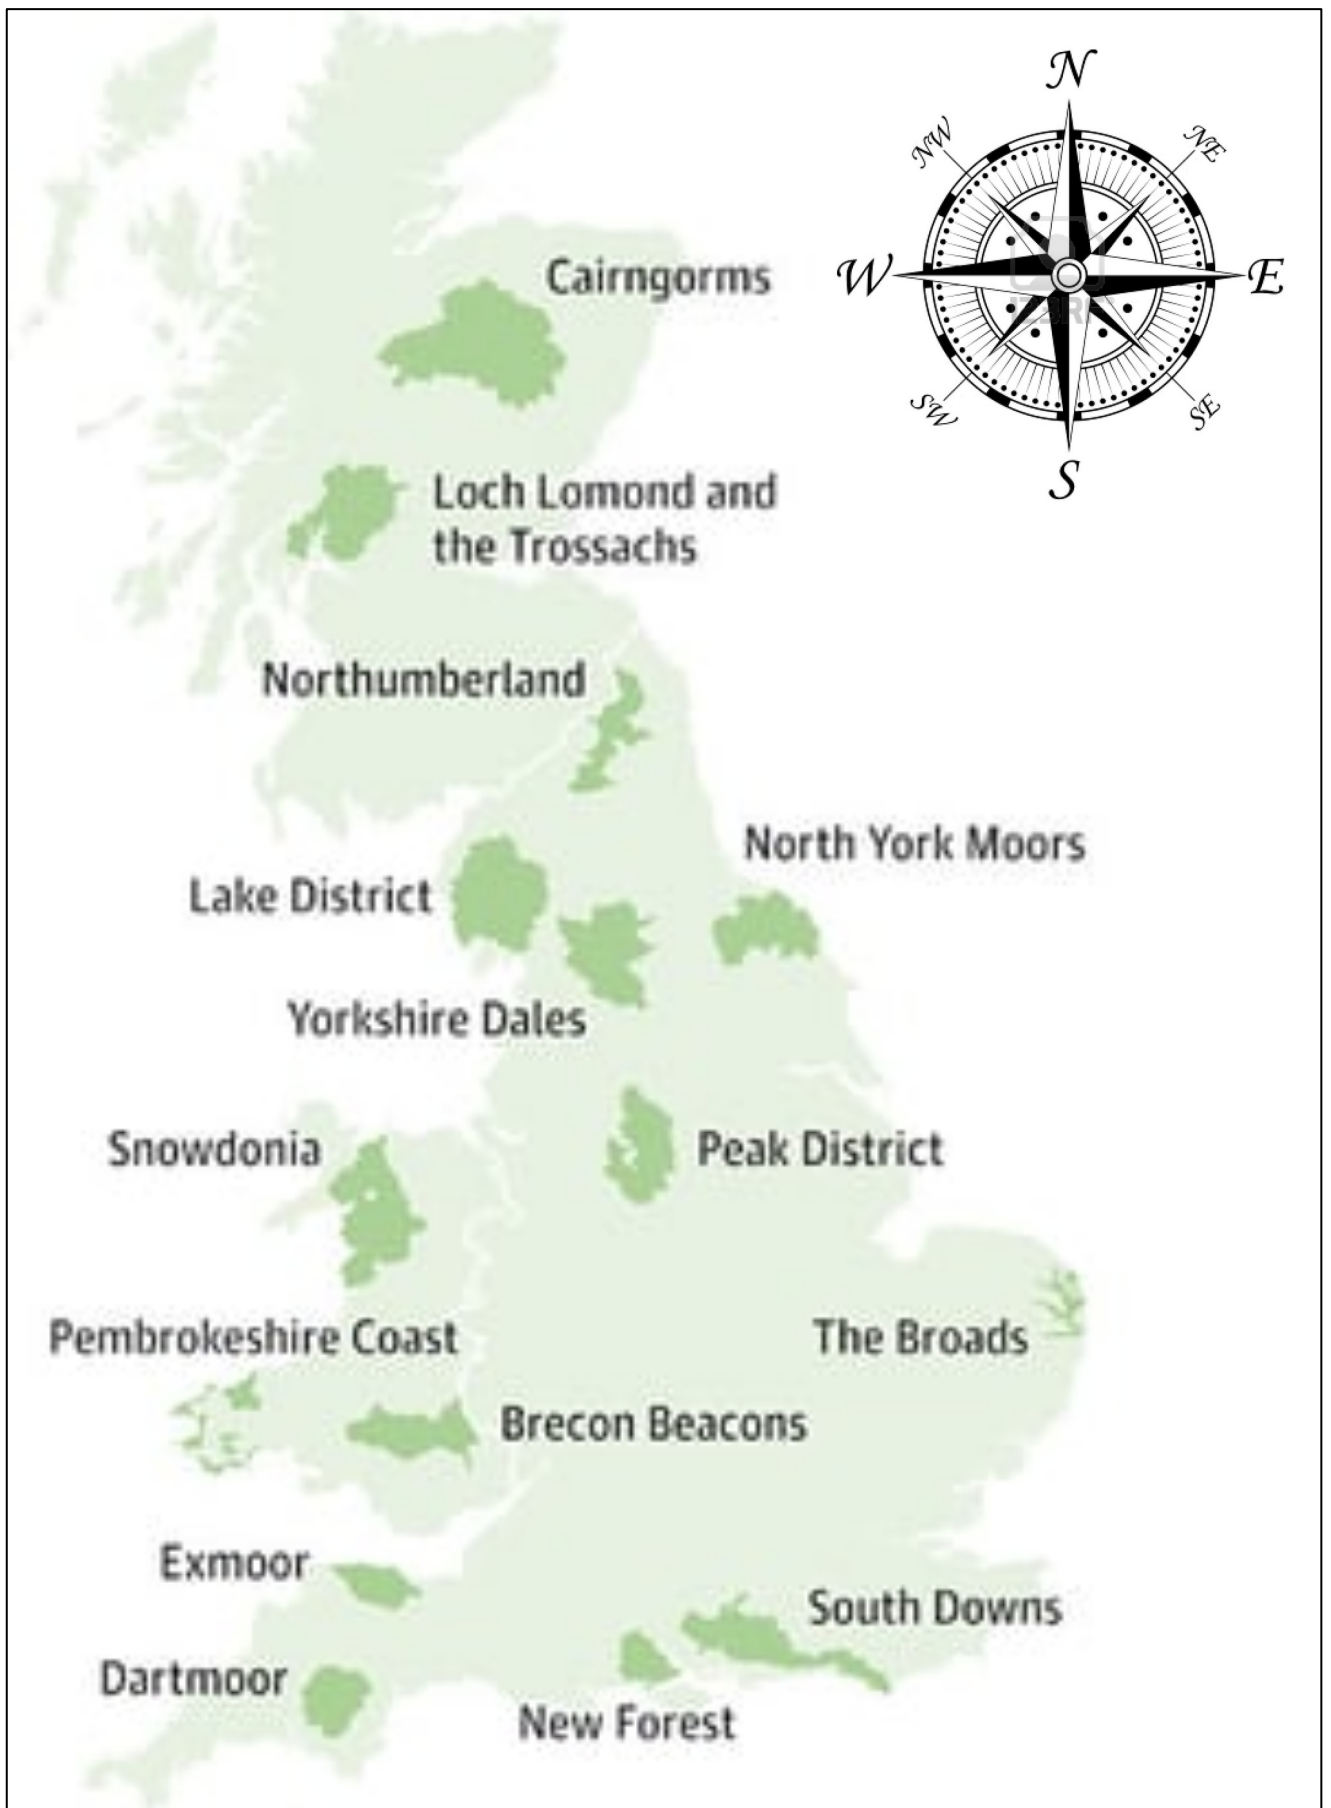 N
NW
NE
W
E
SW
SE
S
Cairngorms
Loch Lomond and
the Trossachs
Northumberland
North York Moors
Lake District
Yorkshire Dales
Snowdonia
Peak District
Pembrokeshire Coast
The Broads
Brecon Beacons
Exmoor
South Downs
Dartmoor
New Forest